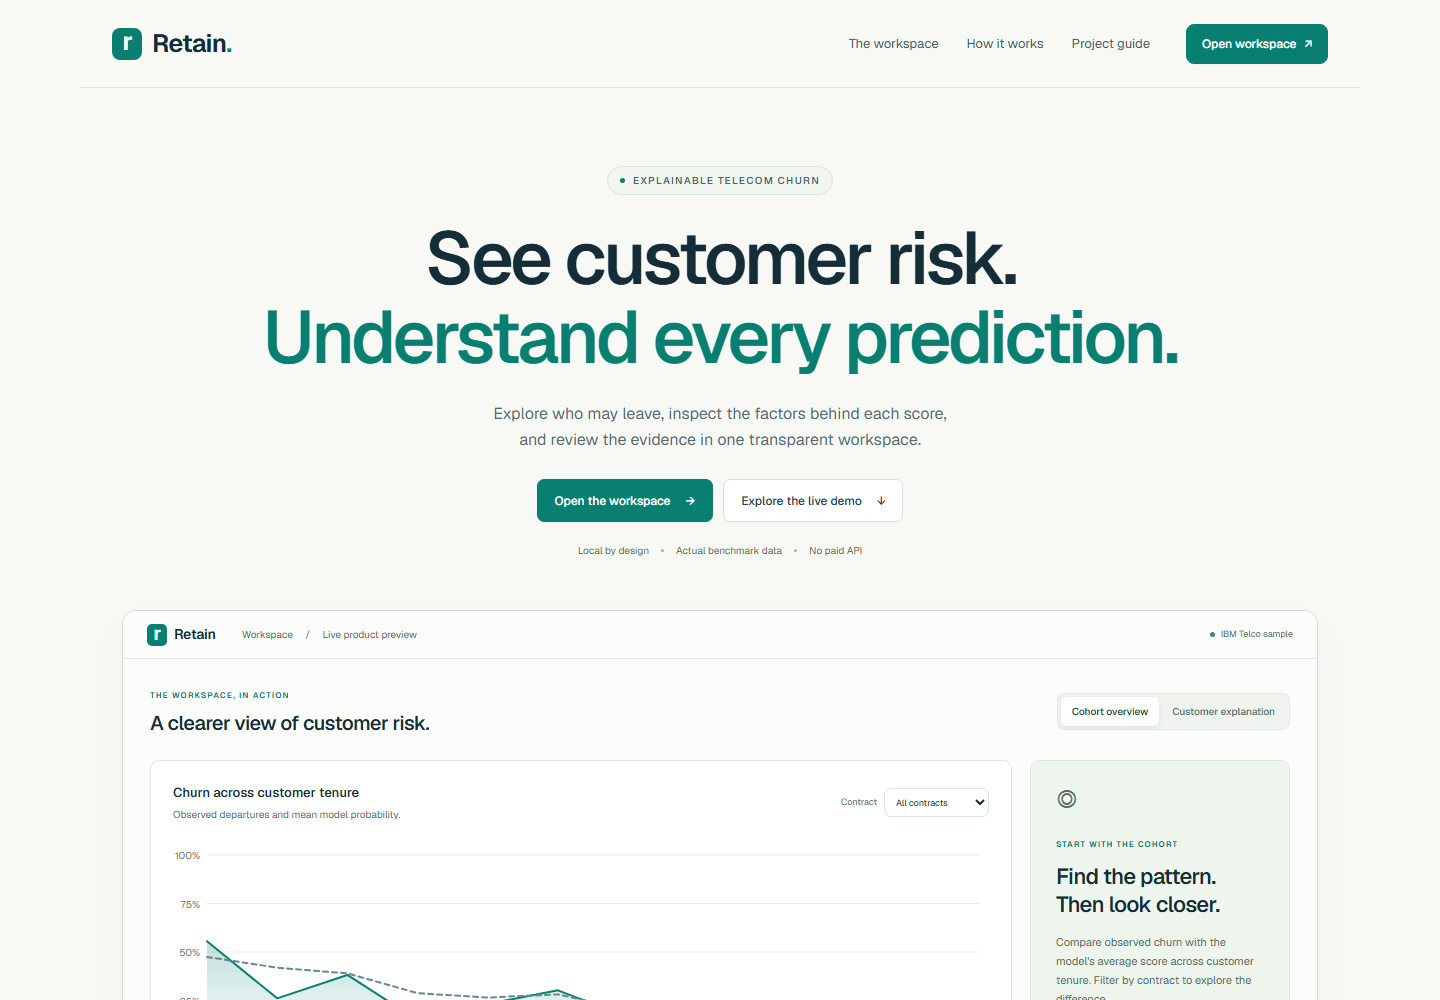 r Retain.
The workspace
How it works
Project guide
Open workspace ↗
EXPLAINABLE TELECOM CHURN
See customer risk.
Understand every prediction.
Explore who may leave, inspect the factors behind each score,
and review the evidence in one transparent workspace.
Open the workspace →
Explore the live demo ↓
Local by design • Actual benchmark data • No paid API
r Retain
Workspace / Live product preview
IBM Telco sample
THE WORKSPACE, IN ACTION
A clearer view of customer risk.
Cohort overview
Customer explanation
Churn across customer tenure
Observed departures and mean model probability.
Contract
All contracts
100%
75%
50%
25%
START WITH THE COHORT
Find the pattern.
Then look closer.
Compare observed churn with the
model's average score across customer
tenure. Filter by contract to explore the
difference.